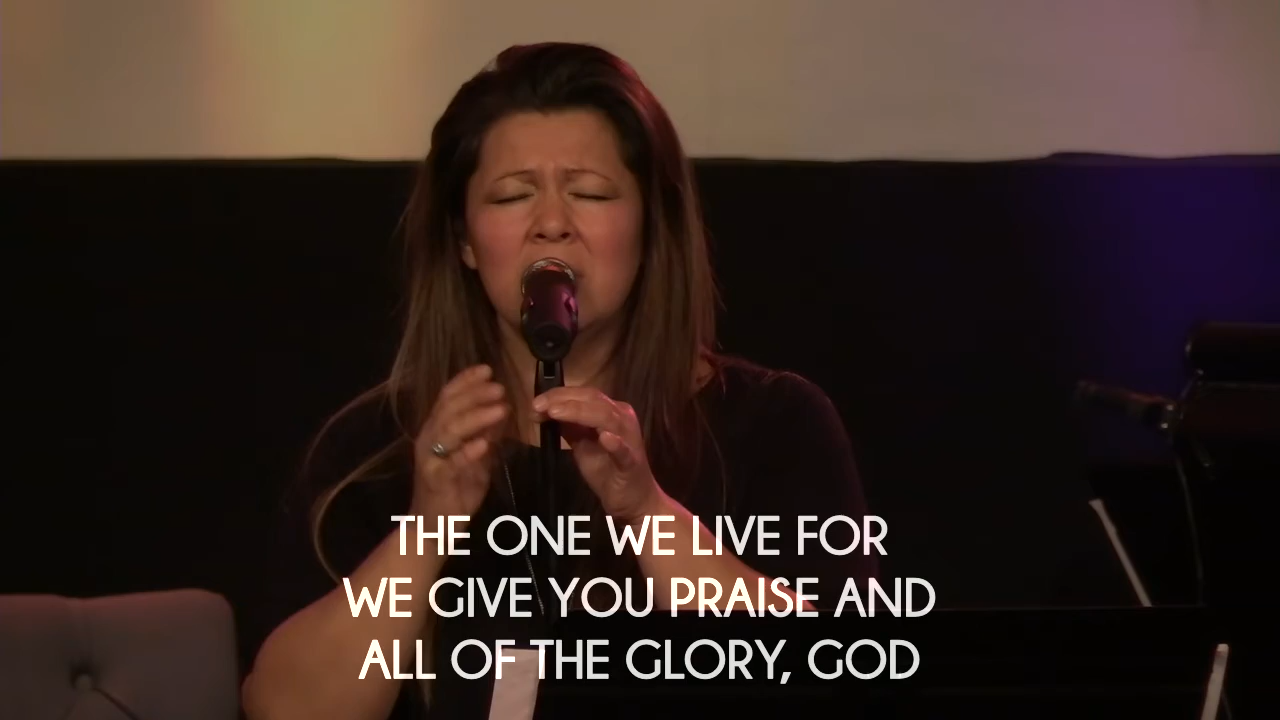 THE ONE WE LIVE FOR
WE GIVE YOU PRAISE AND
ALL OF THE GLORY, GOD